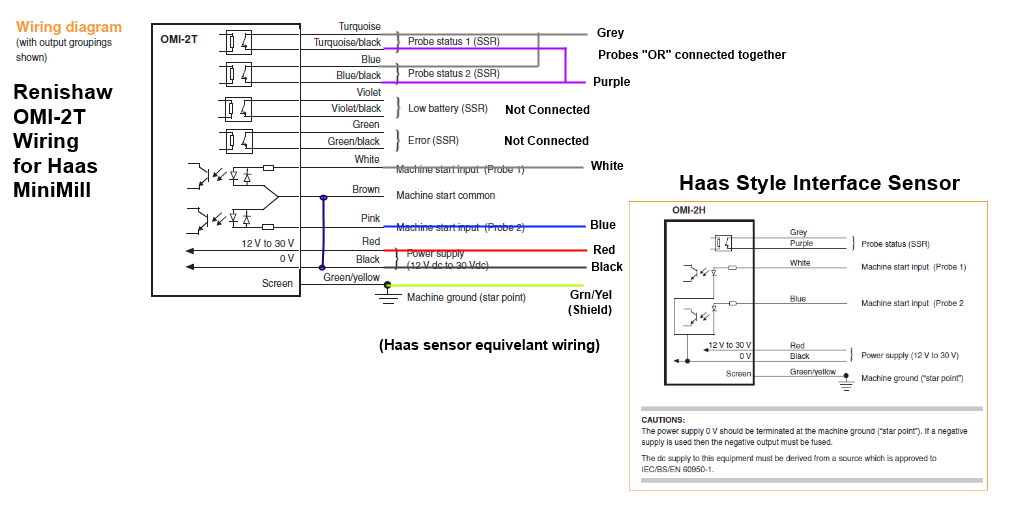 Wiring diagram
(with output groupings
shown)
Renishaw
OMI-2T
Wiring
for Haas
MiniMill
OMI-2T
Turquoise
Turquoise/black
Probe status 1 (SSR)
Blue
Blue/black
Probe status 2 (SSR)
Violet
Violet/black
Low battery (SSR)
Not Connected
Green
Green/black
Error (SSR)
Not Connected
White
Machine start input (Probe 1)
White
Brown
Machine start common
Pink
Machine start input (Probe 2)
Blue
12 V to 30 V
Red
Power supply
Red
0 V
Black
(12 V dc to 30 Vdc)
Black
Screen
Green/yellow
Machine ground (star point)
Grn/Yel
(Shield)
Grey
Probes "OR" connected together
Purple
(Haas sensor equivelant wiring)
Haas Style Interface Sensor
OMI-2H
Grey
Purple
Probe status (SSR)
White
Machine start input (Probe 1)
Blue
Machine start input (Probe 2
12 V to 30 V
Red
0 V
Black
Power supply (12 V to 30 V)
Screen
Green/yellow
Machine ground ("star point")
CAUTIONS:
The power supply 0 V should be terminated at the machine ground ("star point"). If a negative
supply is used then the negative output must be fused.
The dc supply to this equipment must be derived from a source which is approved to
IEC/BS/EN 60950-1.